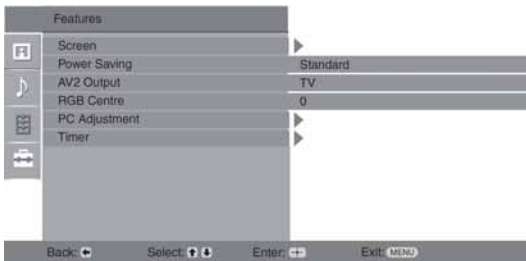 Features
Screen
Power Saving Standard
AV2 Output TV
RGB Centre 0
PC Adjustment
Timer
Back: Select: Enter: Exit: MENU